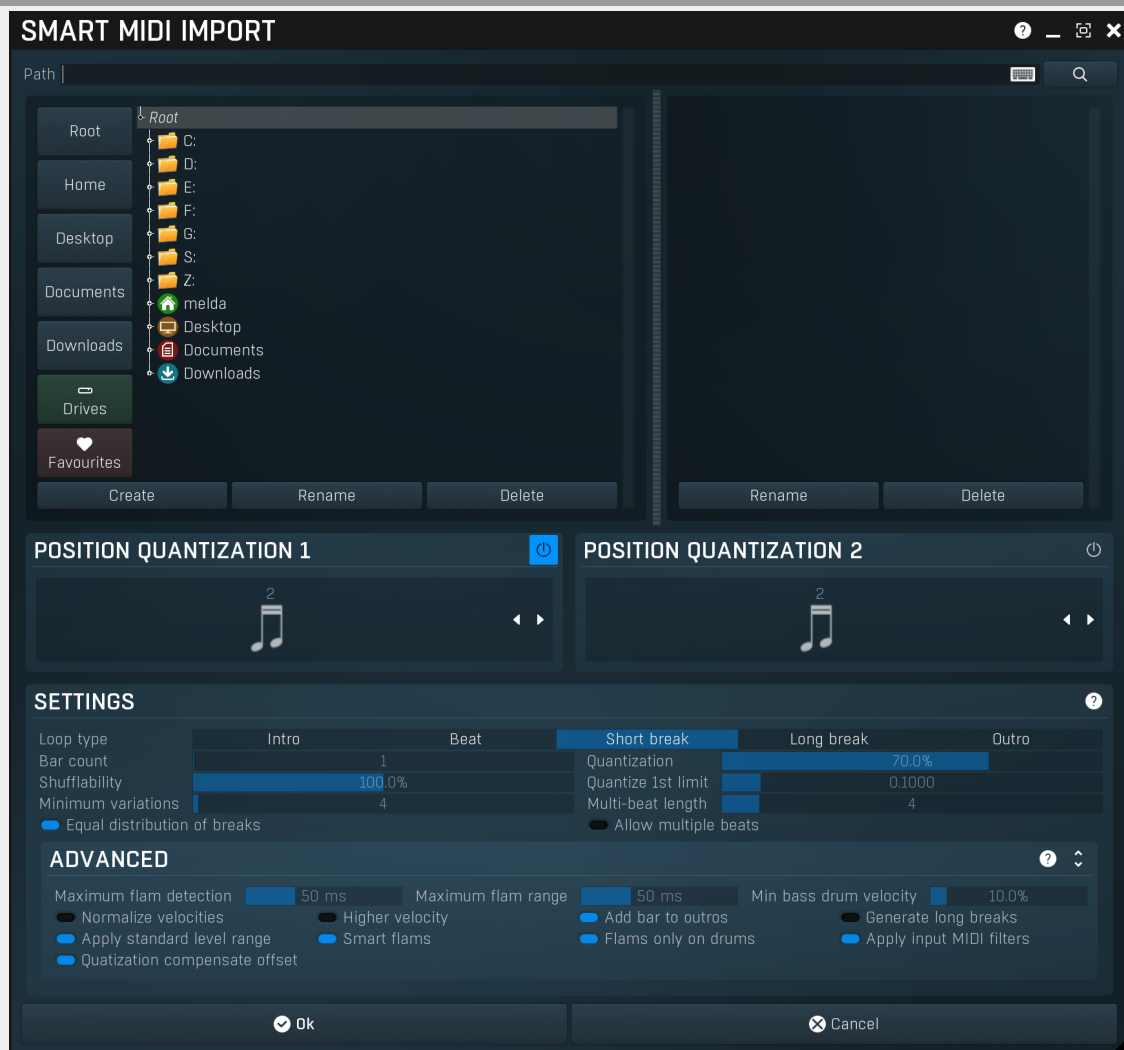 SMART MIDI IMPORT
Path
Root
Home
Desktop
Documents
Downloads
Drives
Favourites
Root
C:
D:
E:
F:
G:
S:
Z:
melda
Desktop
Documents
Downloads
Create Rename Delete
Rename Delete
POSITION QUANTIZATION 1
2
POSITION QUANTIZATION 2
2
SETTINGS
Loop type Intro Beat Short break Long break Outro
Bar count 1 Quantization 70.0%
Shufflability 100.0% Quantize 1st limit 0.1000
Minimum variations 4 Multi-beat length 4
Equal distribution of breaks Allow multiple beats
ADVANCED
Maximum flam detection 50 ms Maximum flam range 50 ms Min bass drum velocity 10.0%
Normalize velocities Higher velocity Add bar to outros Generate long breaks
Apply standard level range Smart flams Flams only on drums Apply input MIDI filters
Quatization compensate offset
Ok Cancel